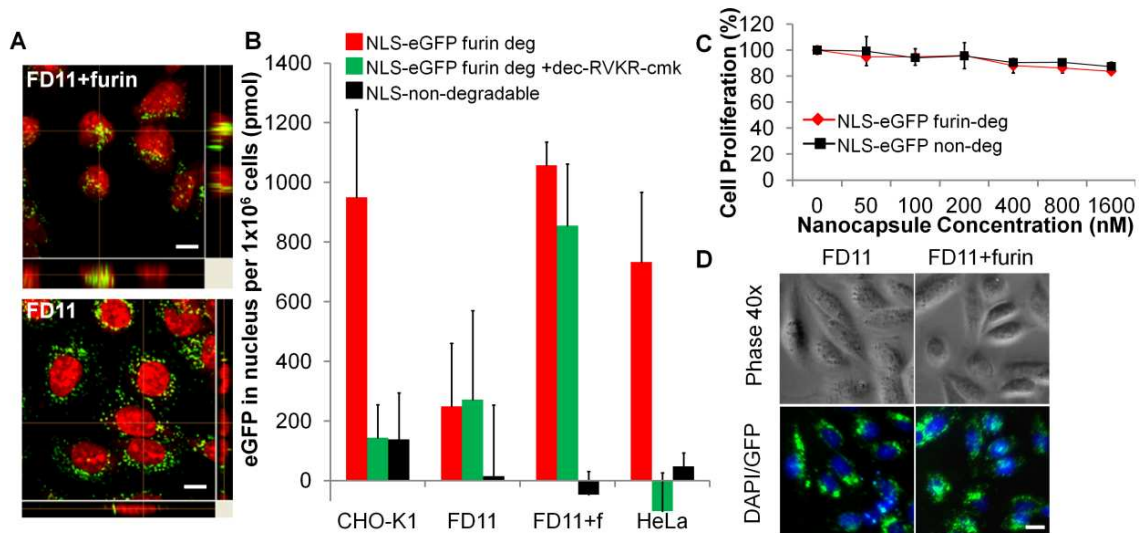 A
FD11+furin
FD11
B
NLS-eGFP furin deg
NLS-eGFP furin deg +dec-RVKR-cmk
NLS-non-degradable
eGFP in nucleus per 1x10⁶ cells (pmol)
1400
1200
1000
800
600
400
200
0
CHO-K1 FD11 FD11+f HeLa
C
Cell Proliferation (%)
120
100
80
60
40
20
0
NLS-eGFP furin-deg
NLS-eGFP non-deg
0 50 100 200 400 800 1600
Nanocapsule Concentration (nM)
D
FD11 FD11+furin
Phase 40x
DAPI/GFP